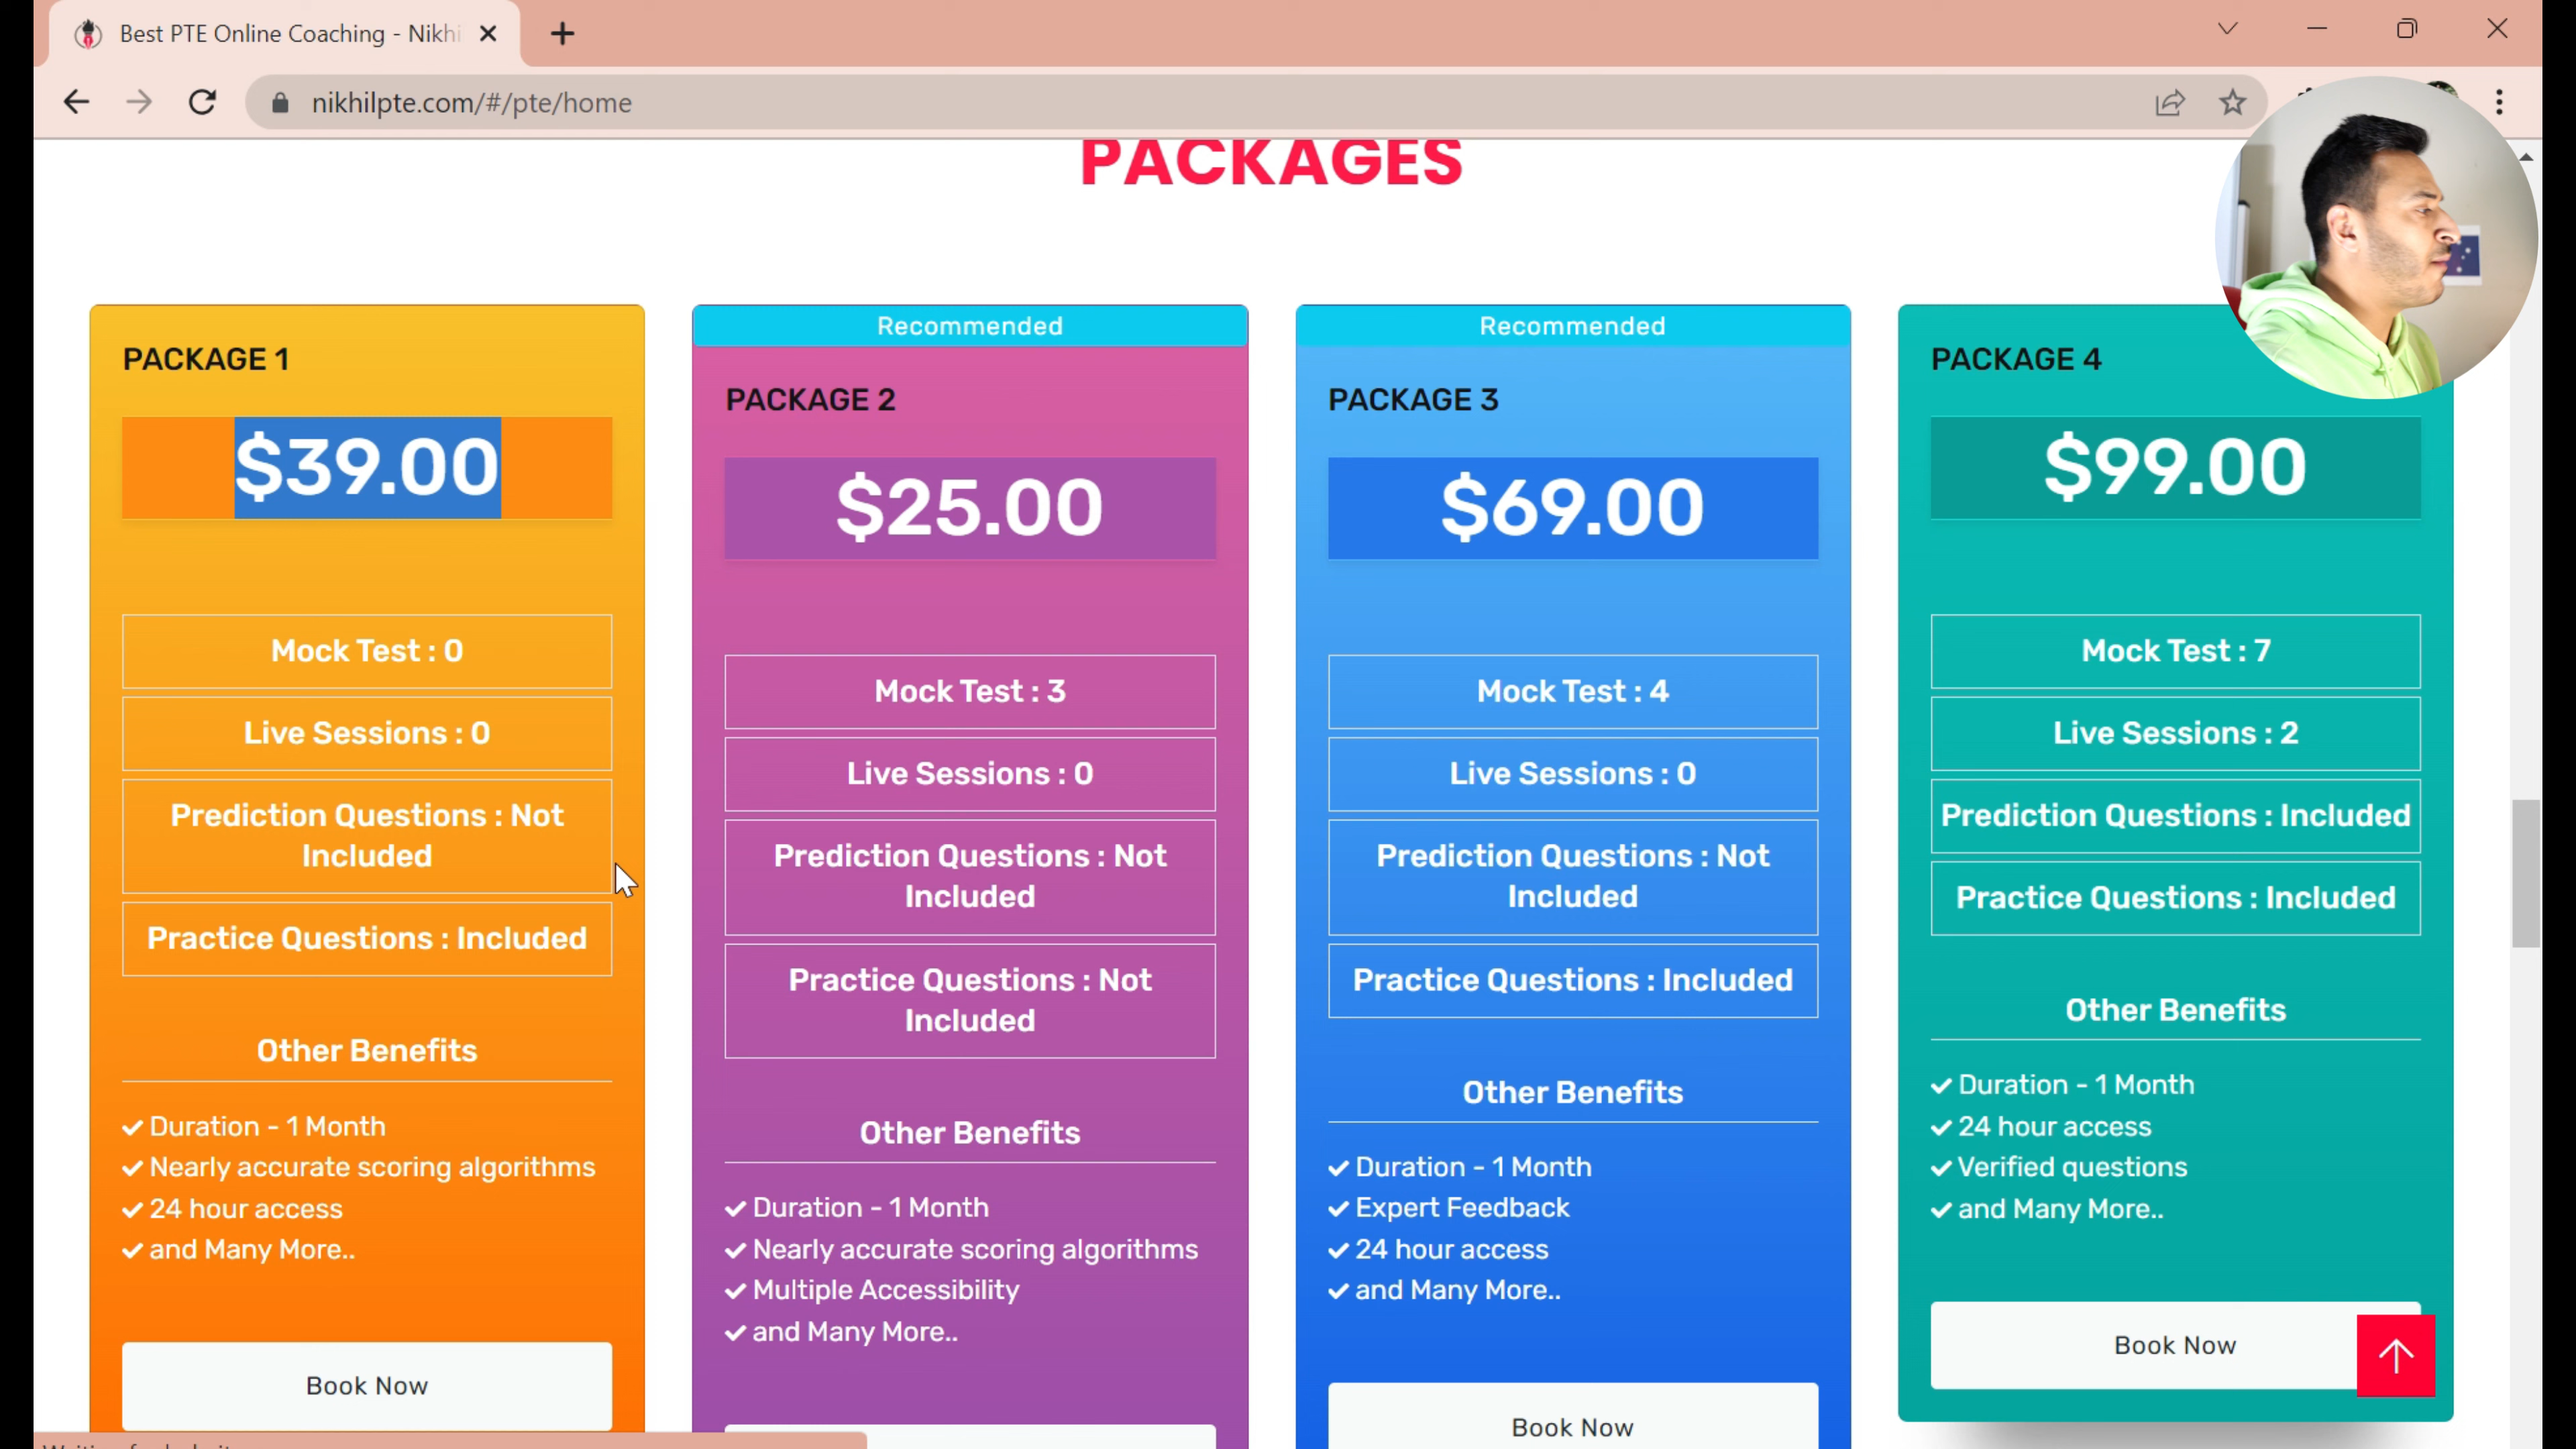 Best PTE Online Coaching - Nikhi
nikhilpte.com/#/pte/home
PACKAGES
PACKAGE 1
$39.00
Mock Test : 0
Live Sessions : 0
Prediction Questions : Not
Included
Practice Questions : Included
Other Benefits
Duration - 1 Month
Nearly accurate scoring algorithms
24 hour access
and Many More..
Book Now
Recommended
PACKAGE 2
$25.00
Mock Test : 3
Live Sessions : 0
Prediction Questions : Not
Included
Practice Questions : Not
Included
Other Benefits
Duration - 1 Month
Nearly accurate scoring algorithms
Multiple Accessibility
and Many More..
Recommended
PACKAGE 3
$69.00
Mock Test : 4
Live Sessions : 0
Prediction Questions : Not
Included
Practice Questions : Included
Other Benefits
Duration - 1 Month
Expert Feedback
24 hour access
and Many More..
Book Now
PACKAGE 4
$99.00
Mock Test : 7
Live Sessions : 2
Prediction Questions : Included
Practice Questions : Included
Other Benefits
Duration - 1 Month
24 hour access
Verified questions
and Many More..
Book Now